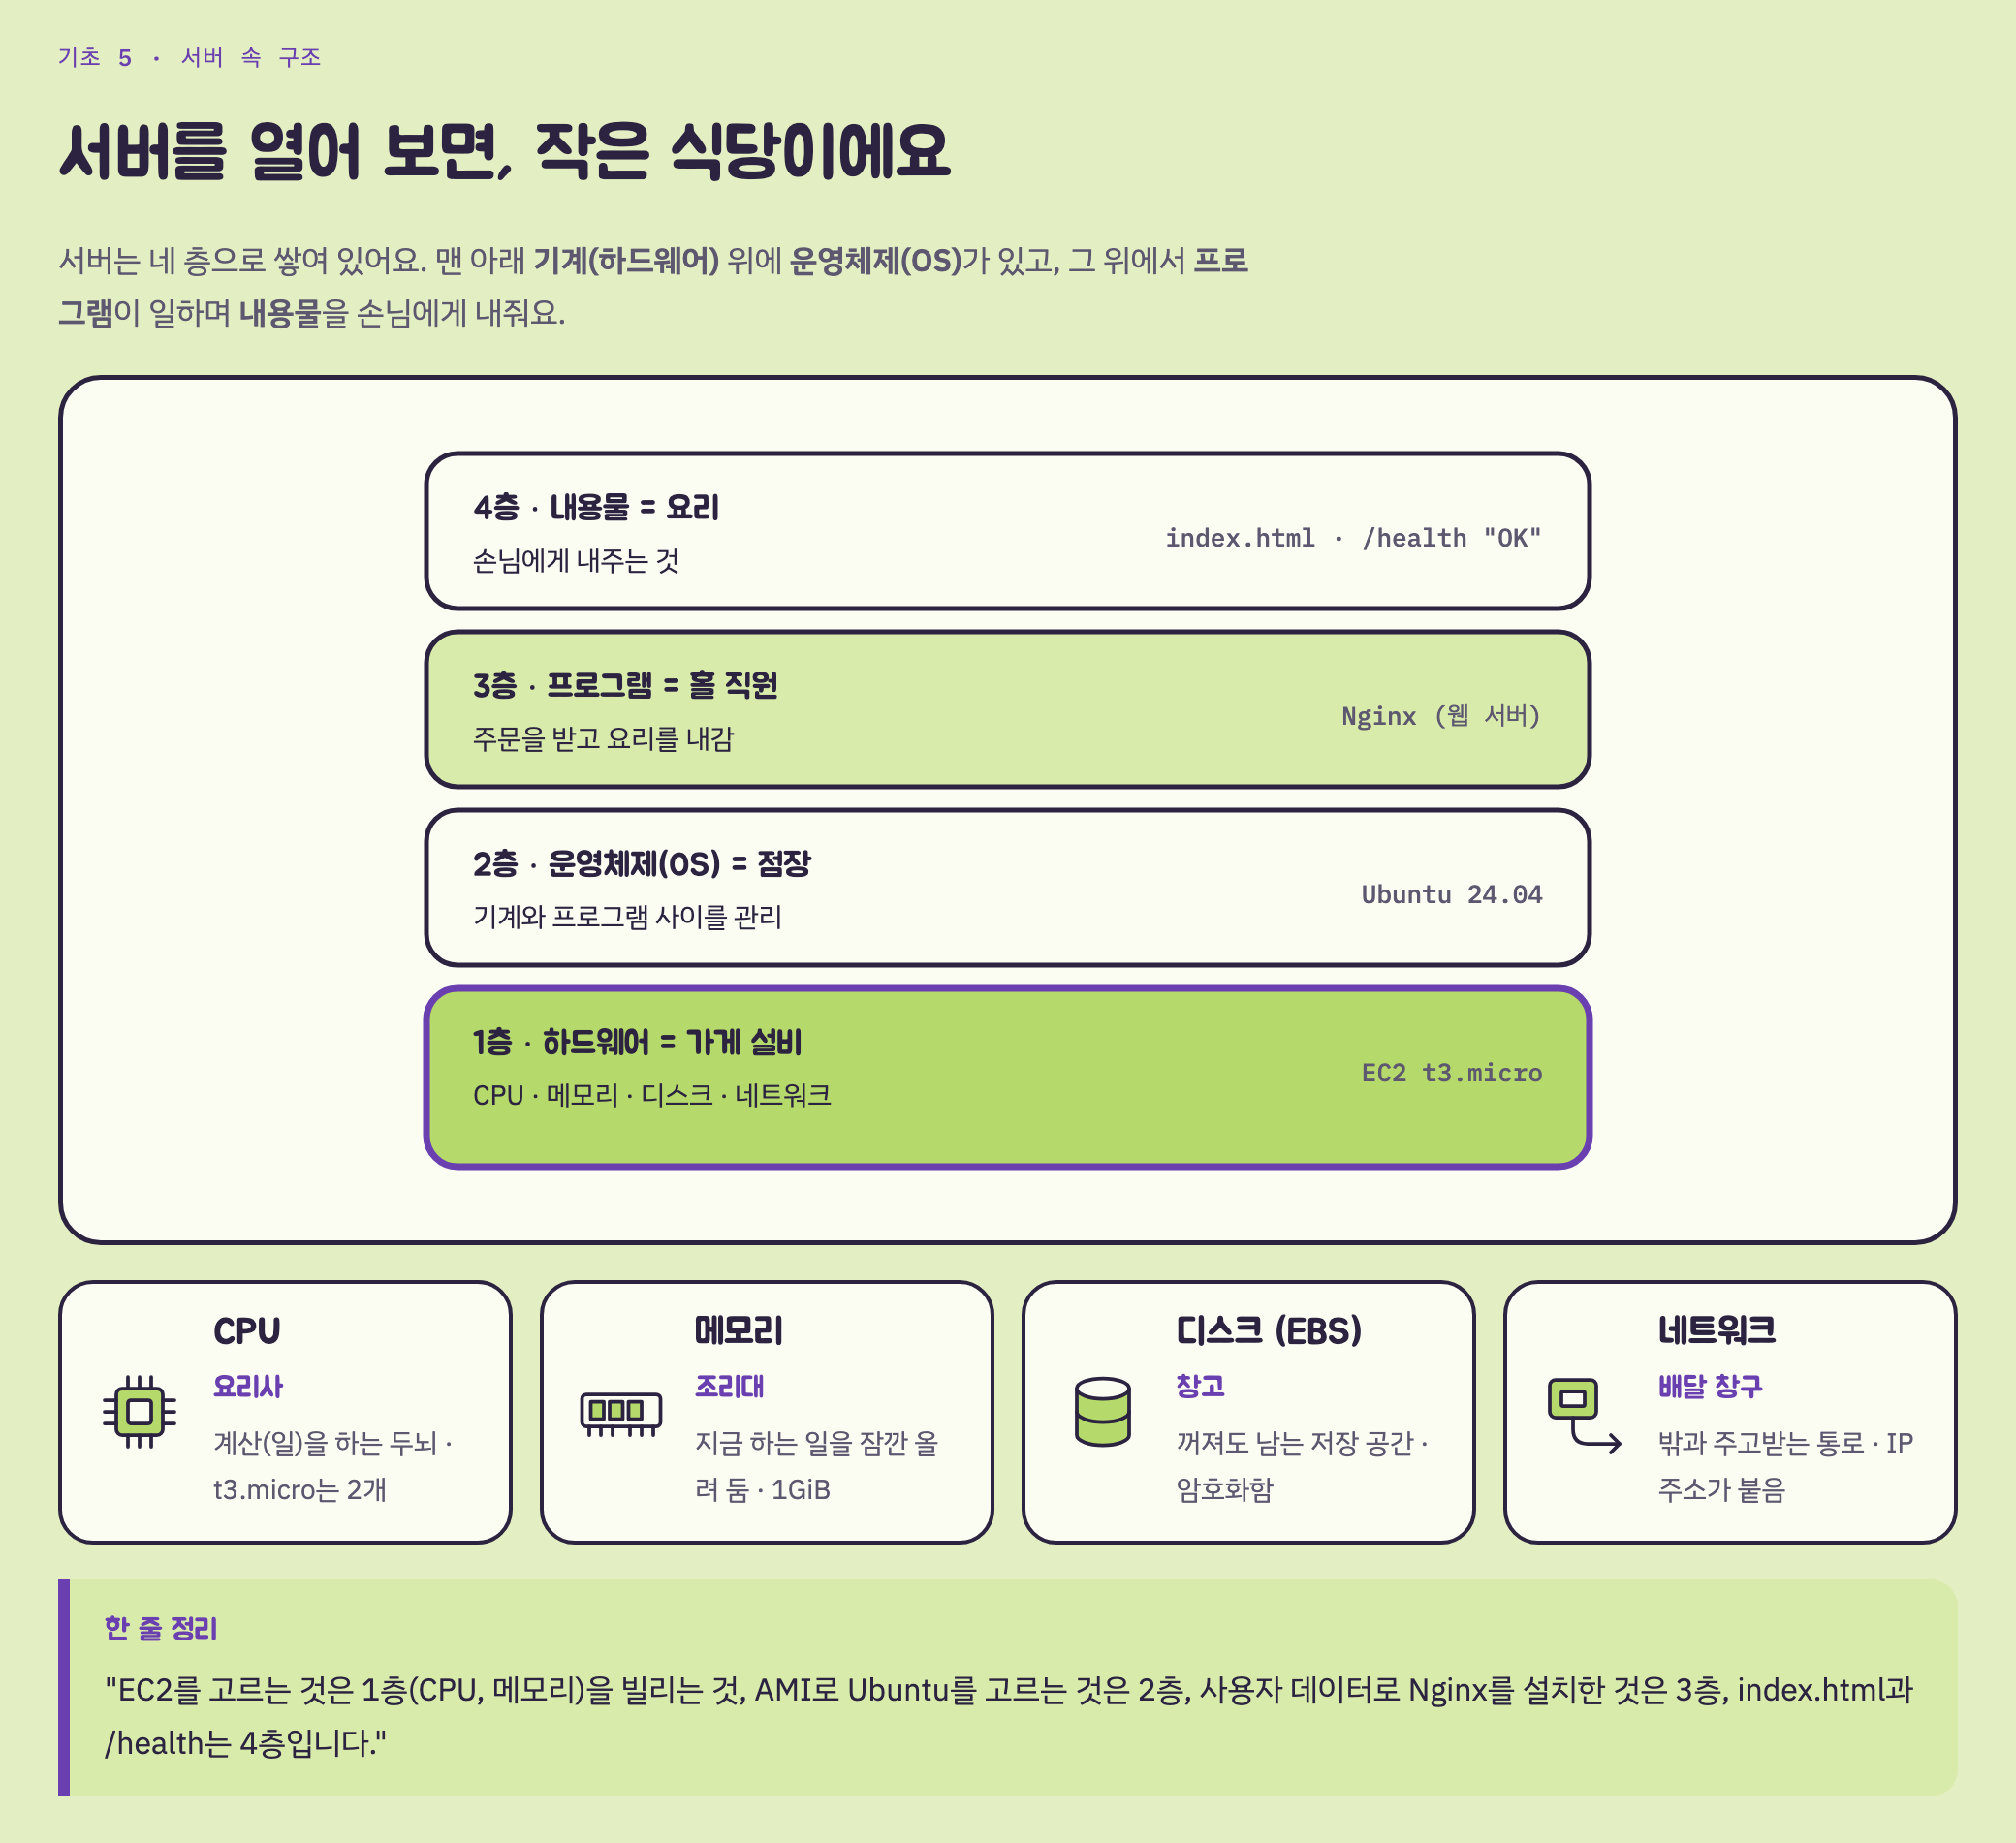 기초 5 · 서버 속 구조
서버를 열어 보면, 작은 식당이에요
서버는 네 층으로 쌓여 있어요. 맨 아래 기계(하드웨어) 위에 운영체제(OS)가 있고, 그 위에서 프로
그램이 일하며 내용물을 손님에게 내줘요.
4층 · 내용물 = 요리
손님에게 내주는 것
index.html · /health "OK"
3층 · 프로그램 = 홀 직원
주문을 받고 요리를 내감
Nginx (웹 서버)
2층 · 운영체제(OS) = 점장
기계와 프로그램 사이를 관리
Ubuntu 24.04
1층 · 하드웨어 = 가게 설비
CPU · 메모리 · 디스크 · 네트워크
EC2 t3.micro
CPU
요리사
계산(일)을 하는 두뇌 ·
t3.micro는 2개
메모리
조리대
지금 하는 일을 잠깐 올
려 둠 · 1GiB
디스크 (EBS)
창고
꺼져도 남는 저장 공간 ·
암호화함
네트워크
배달 창구
밖과 주고받는 통로 · IP
주소가 붙음
한 줄 정리
"EC2를 고르는 것은 1층(CPU, 메모리)을 빌리는 것, AMI로 Ubuntu를 고르는 것은 2층, 사용자 데이터로 Nginx를 설치한 것은 3층, index.html과
/health는 4층입니다."